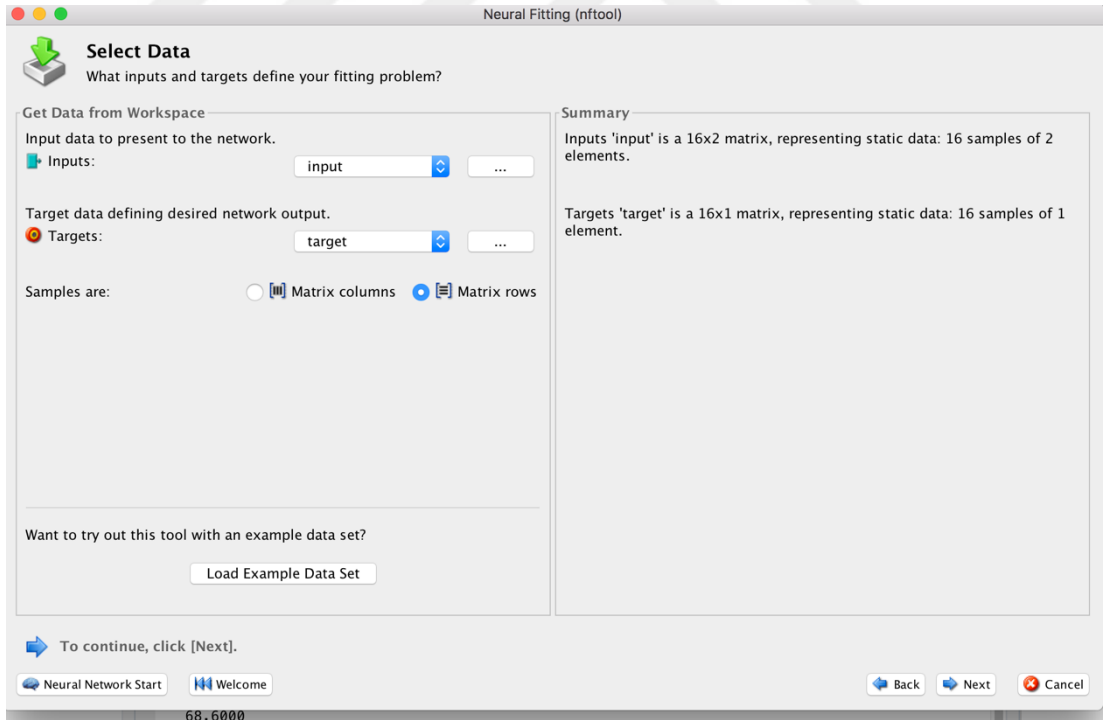 Neural Fitting (nftool)
Select Data
What inputs and targets define your fitting problem?
Get Data from Workspace
Input data to present to the network.
Inputs:
input
...
Target data defining desired network output.
Targets:
target
...
Samples are:
Matrix columns
Matrix rows
Want to try out this tool with an example data set?
Load Example Data Set
Summary
Inputs 'input' is a 16x2 matrix, representing static data: 16 samples of 2
elements.
Targets 'target' is a 16x1 matrix, representing static data: 16 samples of 1
element.
To continue, click [Next].
Neural Network Start
Welcome
Back
Next
Cancel
68.6000